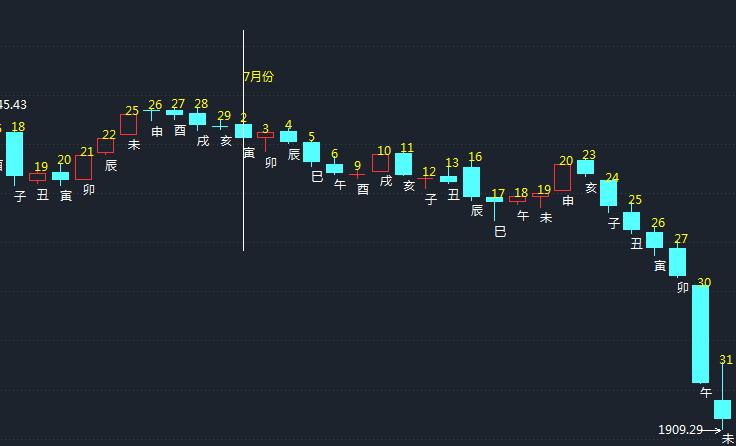 7月份
45.43
18
19
20
21
22
25
26
27
28
29
2
3
4
5
6
9
10
11
12
13
16
17
18
19
20
23
24
25
26
27
30
31
子
丑
寅
卯
辰
未
申
酉
戌
亥
寅
卯
辰
巳
午
酉
戌
亥
子
丑
辰
巳
午
未
申
亥
子
丑
寅
卯
午
未
1909.29